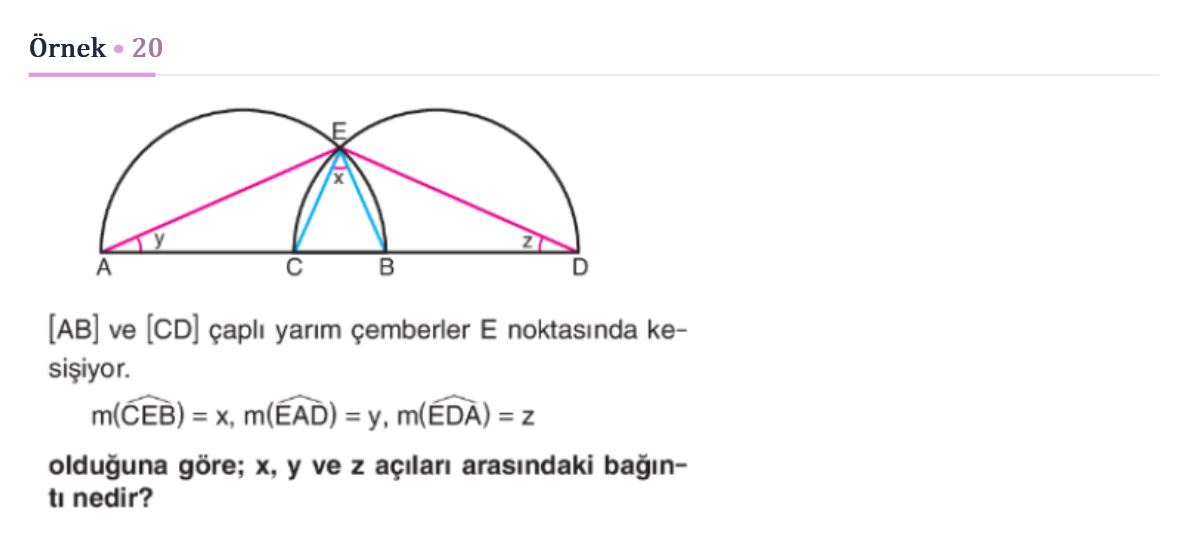 Örnek • 20
E
x
y
z
A
C
B
D
[AB] ve [CD] çaplı yarım çemberler E noktasında ke-
sişiyor.
m(CEB) = x, m(EAD) = y, m(EDA) = z
olduğuna göre; x, y ve z açıları arasındaki bağın-
tı nedir?